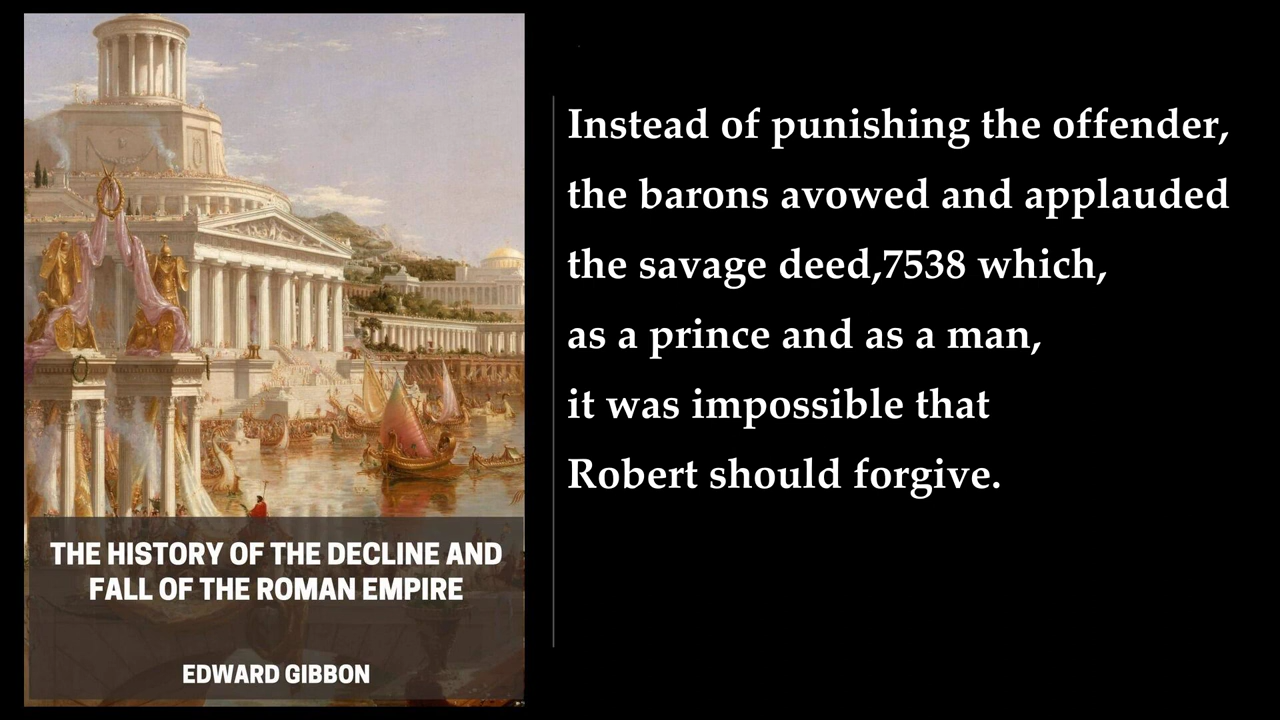 THE HISTORY OF THE DECLINE AND
FALL OF THE ROMAN EMPIRE
EDWARD GIBBON
Instead of punishing the offender,
the barons avowed and applauded
the savage deed,7538 which,
as a prince and as a man,
it was impossible that
Robert should forgive.